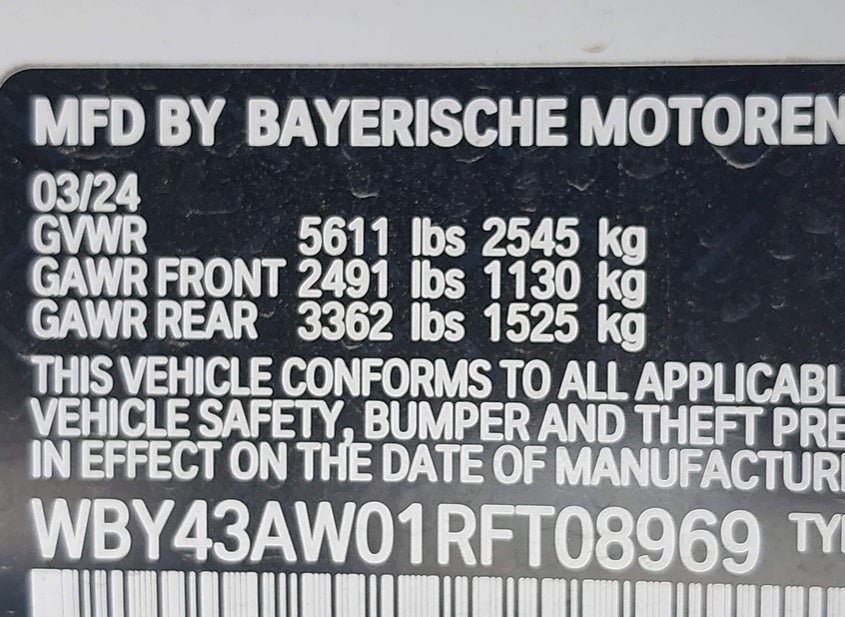 MFD BY BAYERISCHE MOTOREN
03/24
GVWR 5611 lbs 2545 kg
GAWR FRONT 2491 lbs 1130 kg
GAWR REAR 3362 lbs 1525 kg
THIS VEHICLE CONFORMS TO ALL APPLICABL
VEHICLE SAFETY, BUMPER AND THEFT PRE
IN EFFECT ON THE DATE OF MANUFACTUR
WBY43AW01RFT08969 TY